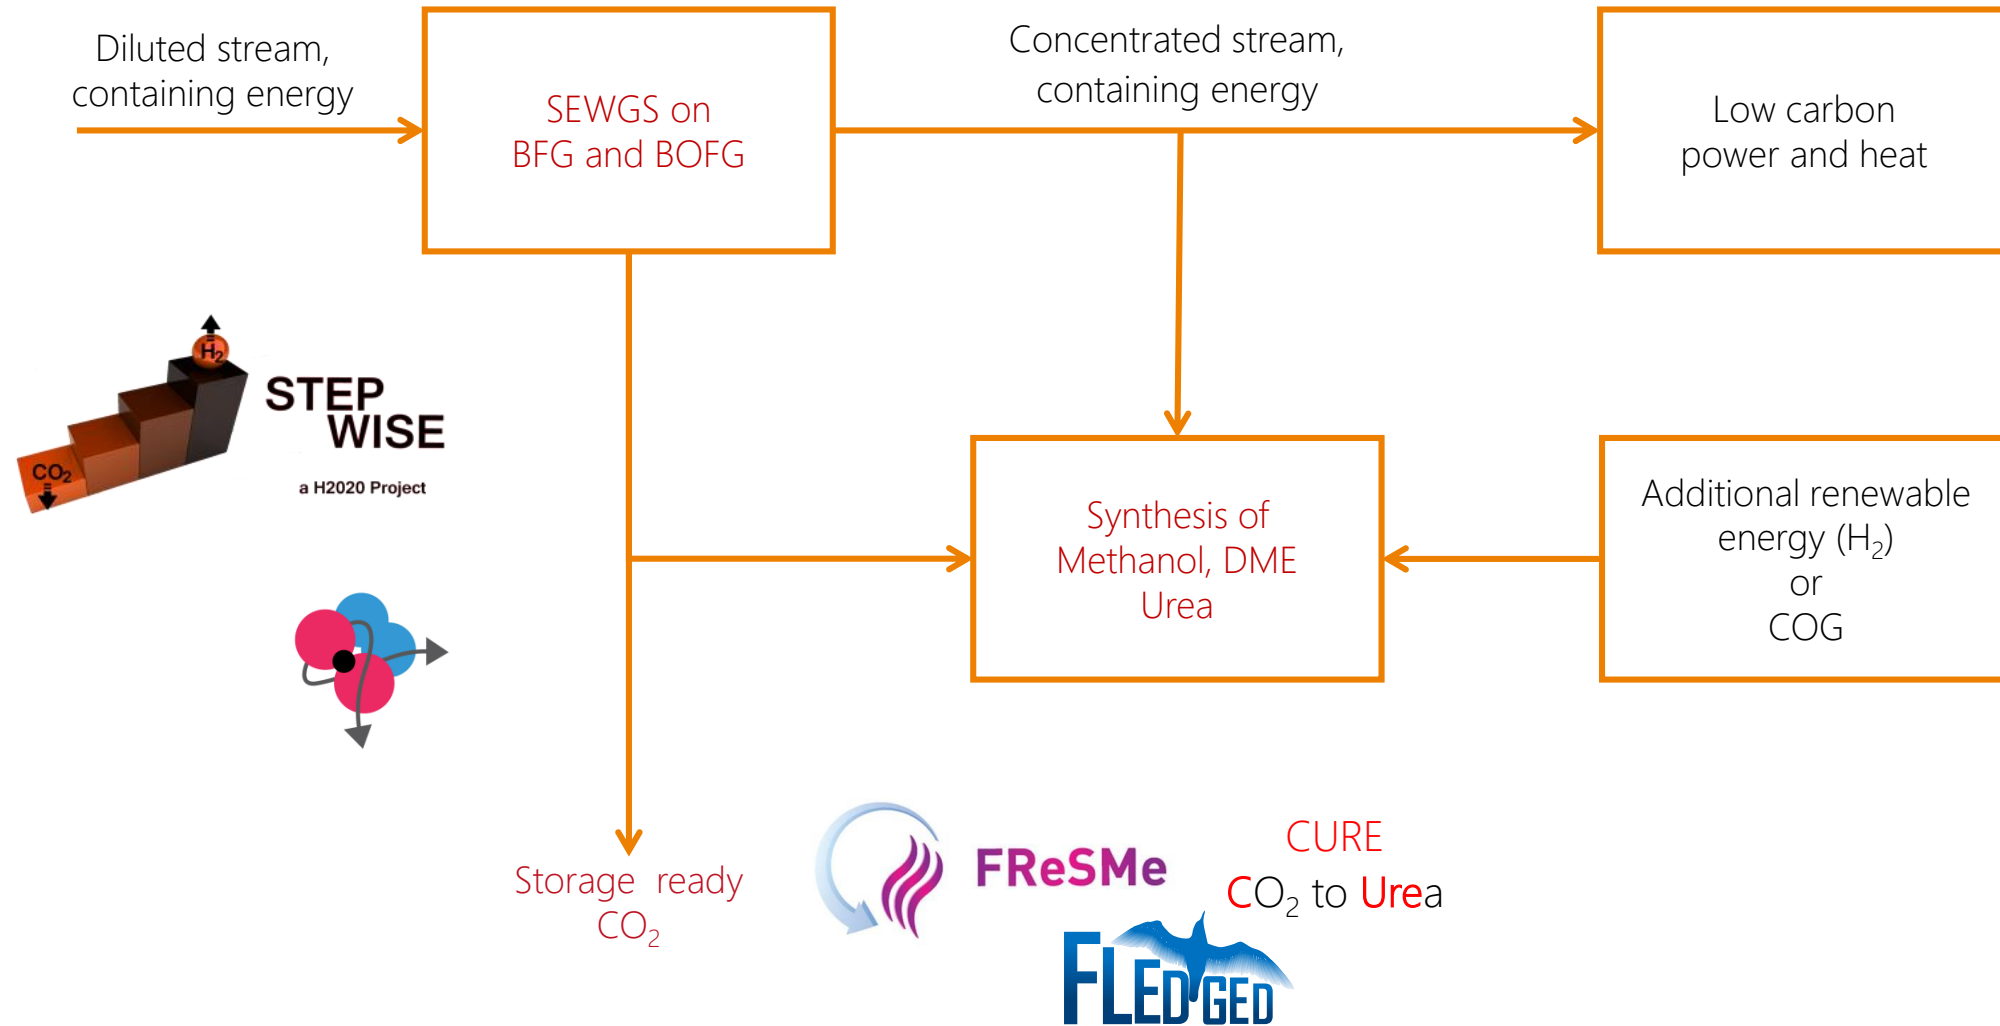 Diluted stream,
containing energy
SEWGS on
BFG and BOFG
Concentrated stream,
containing energy
Low carbon
power and heat
H₂
CO₂
STEP
WISE
a H2020 Project
Synthesis of
Methanol, DME
Urea
Additional renewable
energy (H₂)
or
COG
Storage ready
CO₂
FReSMe
CURE
CO₂ to Urea
FLEDGED